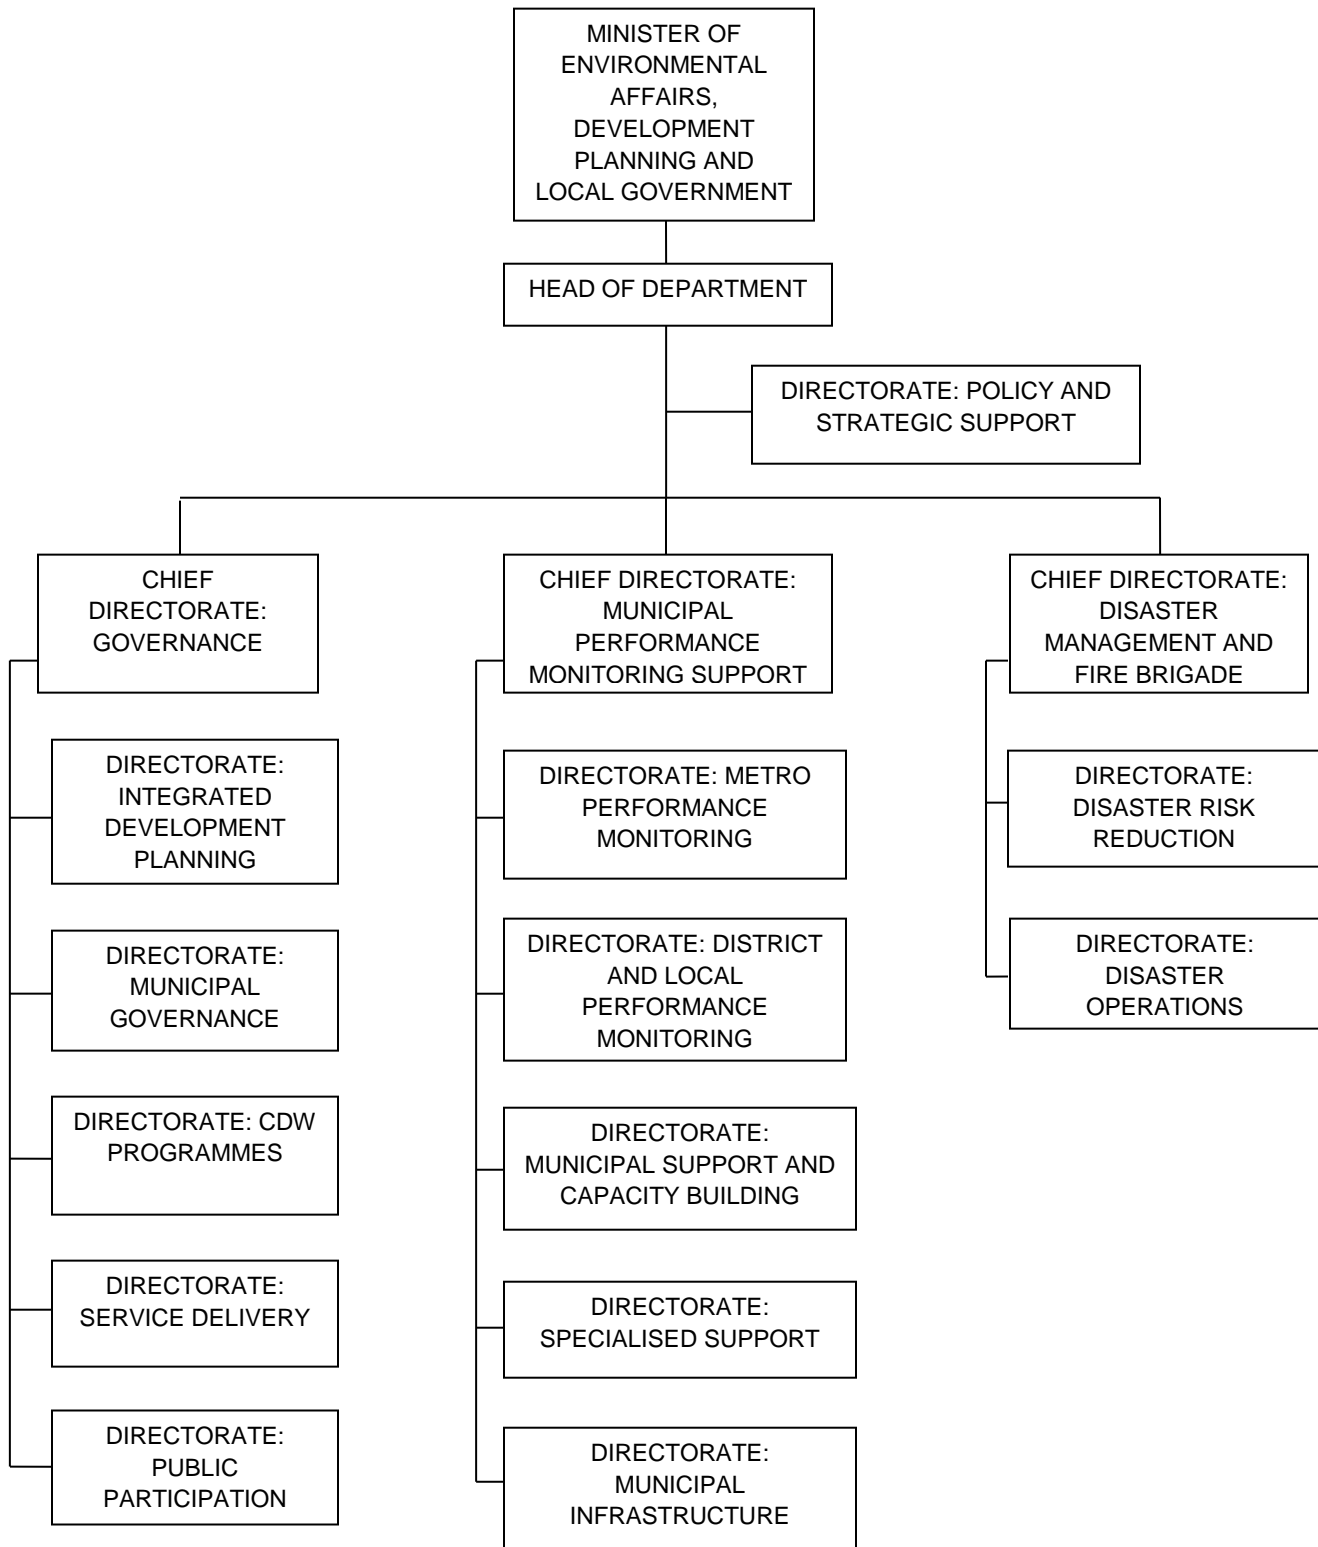 MINISTER OF
ENVIRONMENTAL
AFFAIRS,
DEVELOPMENT
PLANNING AND
LOCAL GOVERNMENT
HEAD OF DEPARTMENT
DIRECTORATE: POLICY AND
STRATEGIC SUPPORT
CHIEF
DIRECTORATE:
GOVERNANCE
DIRECTORATE:
INTEGRATED
DEVELOPMENT
PLANNING
DIRECTORATE:
MUNICIPAL
GOVERNANCE
DIRECTORATE: CDW
PROGRAMMES
DIRECTORATE:
SERVICE DELIVERY
DIRECTORATE:
PUBLIC
PARTICIPATION
CHIEF DIRECTORATE:
MUNICIPAL
PERFORMANCE
MONITORING SUPPORT
DIRECTORATE: METRO
PERFORMANCE
MONITORING
DIRECTORATE: DISTRICT
AND LOCAL
PERFORMANCE
MONITORING
DIRECTORATE:
MUNICIPAL SUPPORT AND
CAPACITY BUILDING
DIRECTORATE:
SPECIALISED SUPPORT
DIRECTORATE:
MUNICIPAL
INFRASTRUCTURE
CHIEF DIRECTORATE:
DISASTER
MANAGEMENT AND
FIRE BRIGADE
DIRECTORATE:
DISASTER RISK
REDUCTION
DIRECTORATE:
DISASTER
OPERATIONS